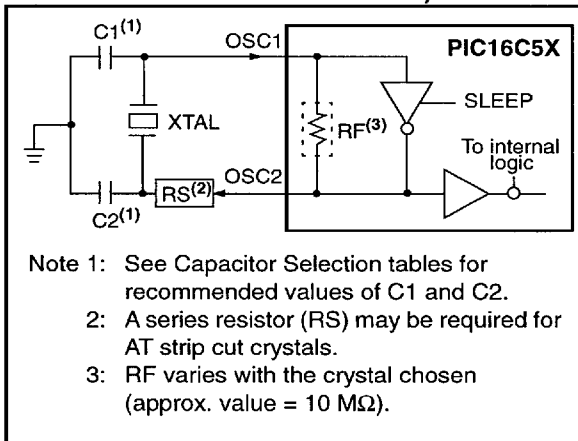 C1(1)
OSC1
PIC16C5X
SLEEP
XTAL
RF(3)
To internal
logic
OSC2
RS(2)
C2(1)
Note 1: See Capacitor Selection tables for
recommended values of C1 and C2.
2: A series resistor (RS) may be required for
AT strip cut crystals.
3: RF varies with the crystal chosen
(approx. value = 10 MΩ).